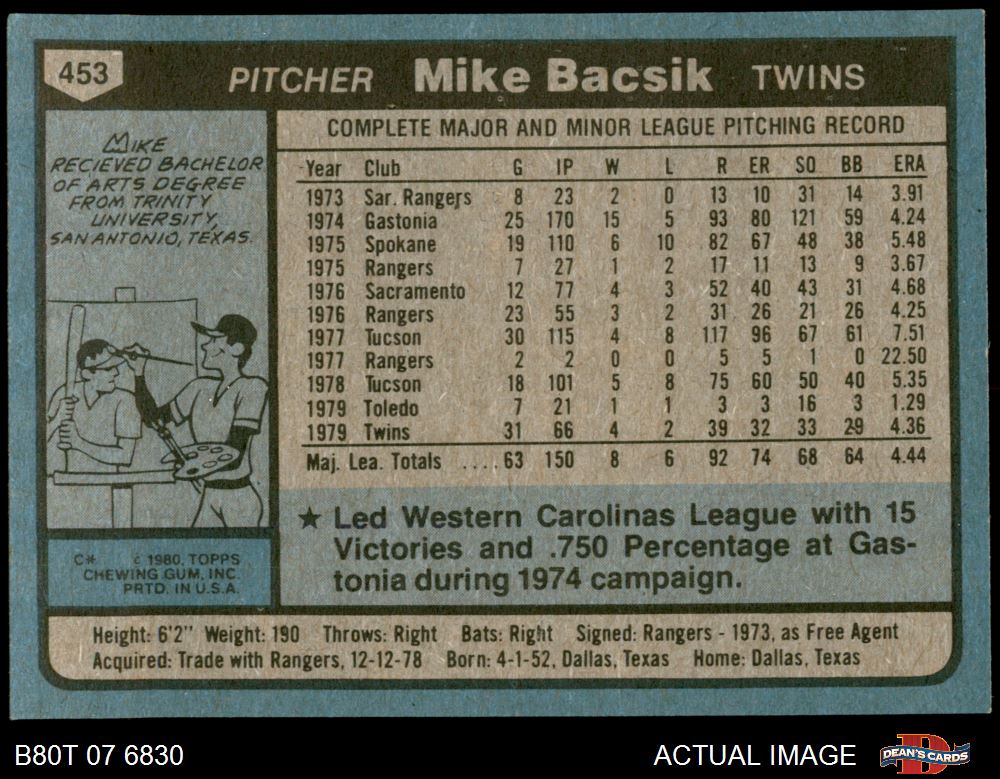 453
PITCHER Mike Bacsik TWINS
MIKE
RECIEVED BACHELOR
OF ARTS DEGREE
FROM TRINITY
UNIVERSITY,
SAN ANTONIO, TEXAS.
C* © 1980, TOPPS
CHEWING GUM, INC.
PRTD. IN U.S.A.
COMPLETE MAJOR AND MINOR LEAGUE PITCHING RECORD
Year Club G IP W L R ER SO BB ERA
1973 Sar. Rangers 8 23 2 0 13 10 31 14 3.91
1974 Gastonia 25 170 15 5 93 80 121 59 4.24
1975 Spokane 19 110 6 10 82 67 48 38 5.48
1975 Rangers 7 27 1 2 17 11 13 9 3.67
1976 Sacramento 12 77 4 3 52 40 43 31 4.68
1976 Rangers 23 55 3 2 31 26 21 26 4.25
1977 Tucson 30 115 4 8 117 96 67 61 7.51
1977 Rangers 2 2 0 0 5 5 1 0 22.50
1978 Tucson 18 101 5 8 75 60 50 40 5.35
1979 Toledo 7 21 1 1 3 3 16 3 1.29
1979 Twins 31 66 4 2 39 32 33 29 4.36
Maj. Lea. Totals ....63 150 8 6 92 74 68 64 4.44
★ Led Western Carolinas League with 15
Victories and .750 Percentage at Gas-
tonia during 1974 campaign.
Height: 6'2" Weight: 190 Throws: Right Bats: Right Signed: Rangers - 1973, as Free Agent
Acquired: Trade with Rangers, 12-12-78 Born: 4-1-52, Dallas, Texas Home: Dallas, Texas
B80T 07 6830 ACTUAL IMAGE DEAN'S CARDS